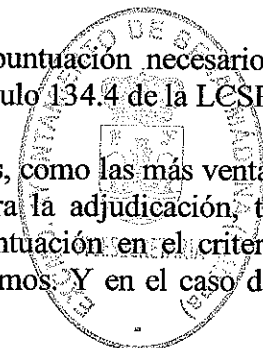 puntuación necesario
ulo 134.4 de la LCSP
s, como las más venta
ra la adjudicación, t
ntuación en el criter
mos. Y en el caso d